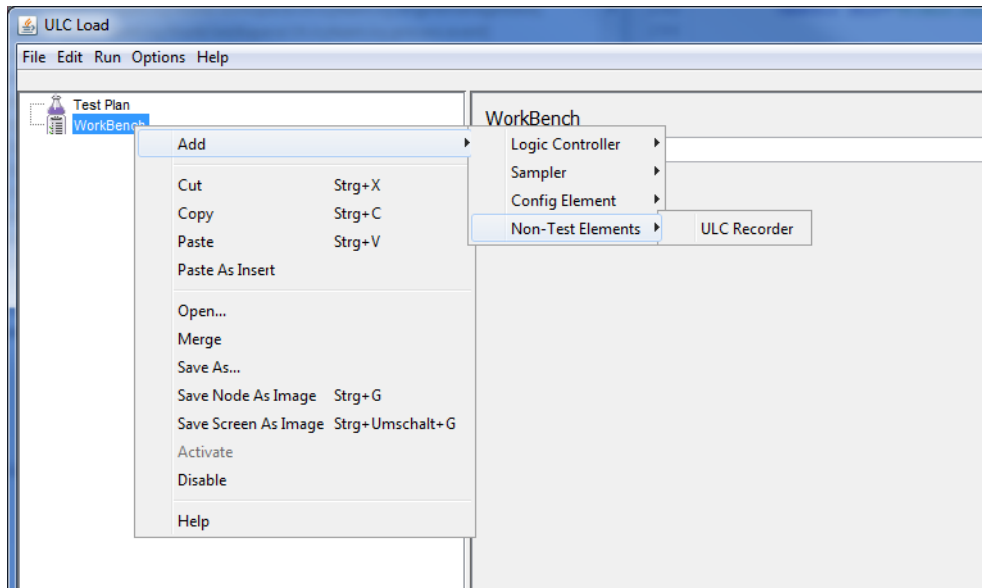 ULC Load
File Edit Run Options Help
Test Plan
WorkBench
WorkBench
Add
Cut Strg+X
Copy Strg+C
Paste Strg+V
Paste As Insert
Open...
Merge
Save As...
Save Node As Image Strg+G
Save Screen As Image Strg+Umschalt+G
Activate
Disable
Help
Logic Controller
Sampler
Config Element
Non-Test Elements
ULC Recorder